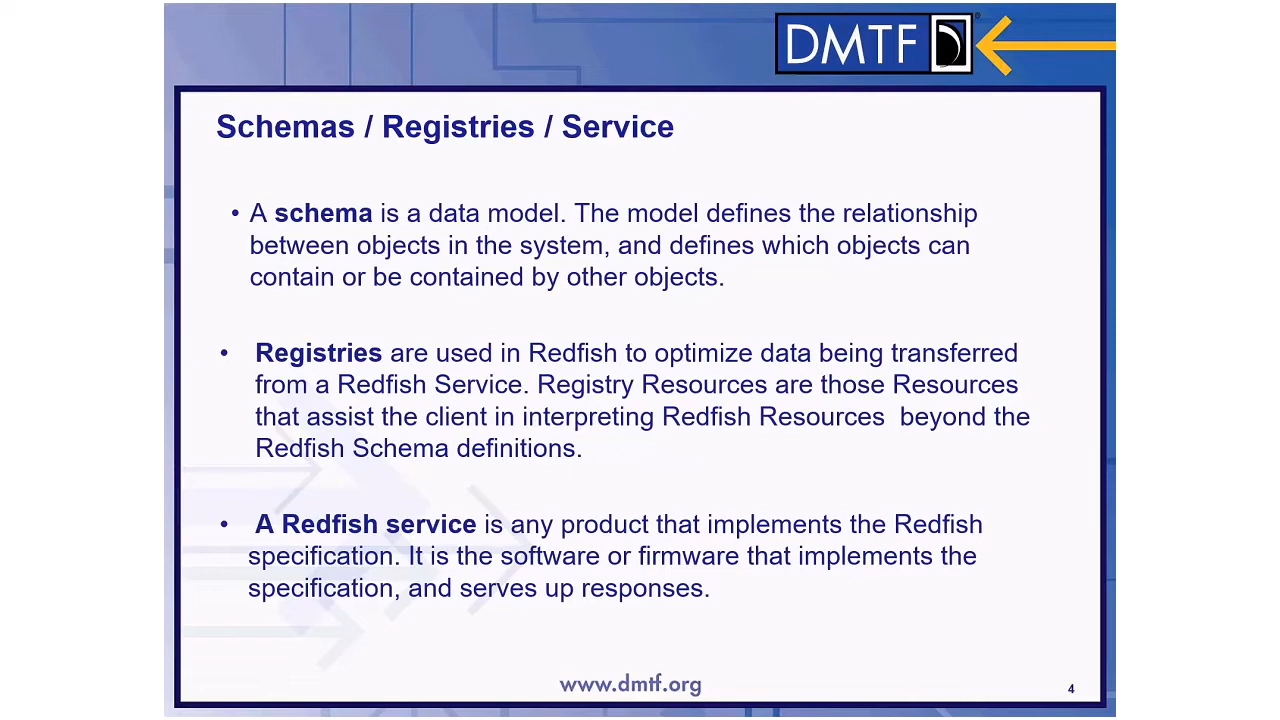 DMTF
Schemas / Registries / Service
• A schema is a data model. The model defines the relationship
between objects in the system, and defines which objects can
contain or be contained by other objects.
• Registries are used in Redfish to optimize data being transferred
from a Redfish Service. Registry Resources are those Resources
that assist the client in interpreting Redfish Resources  beyond the
Redfish Schema definitions.
• A Redfish service is any product that implements the Redfish
specification. It is the software or firmware that implements the
specification, and serves up responses.
www.dmtf.org
4